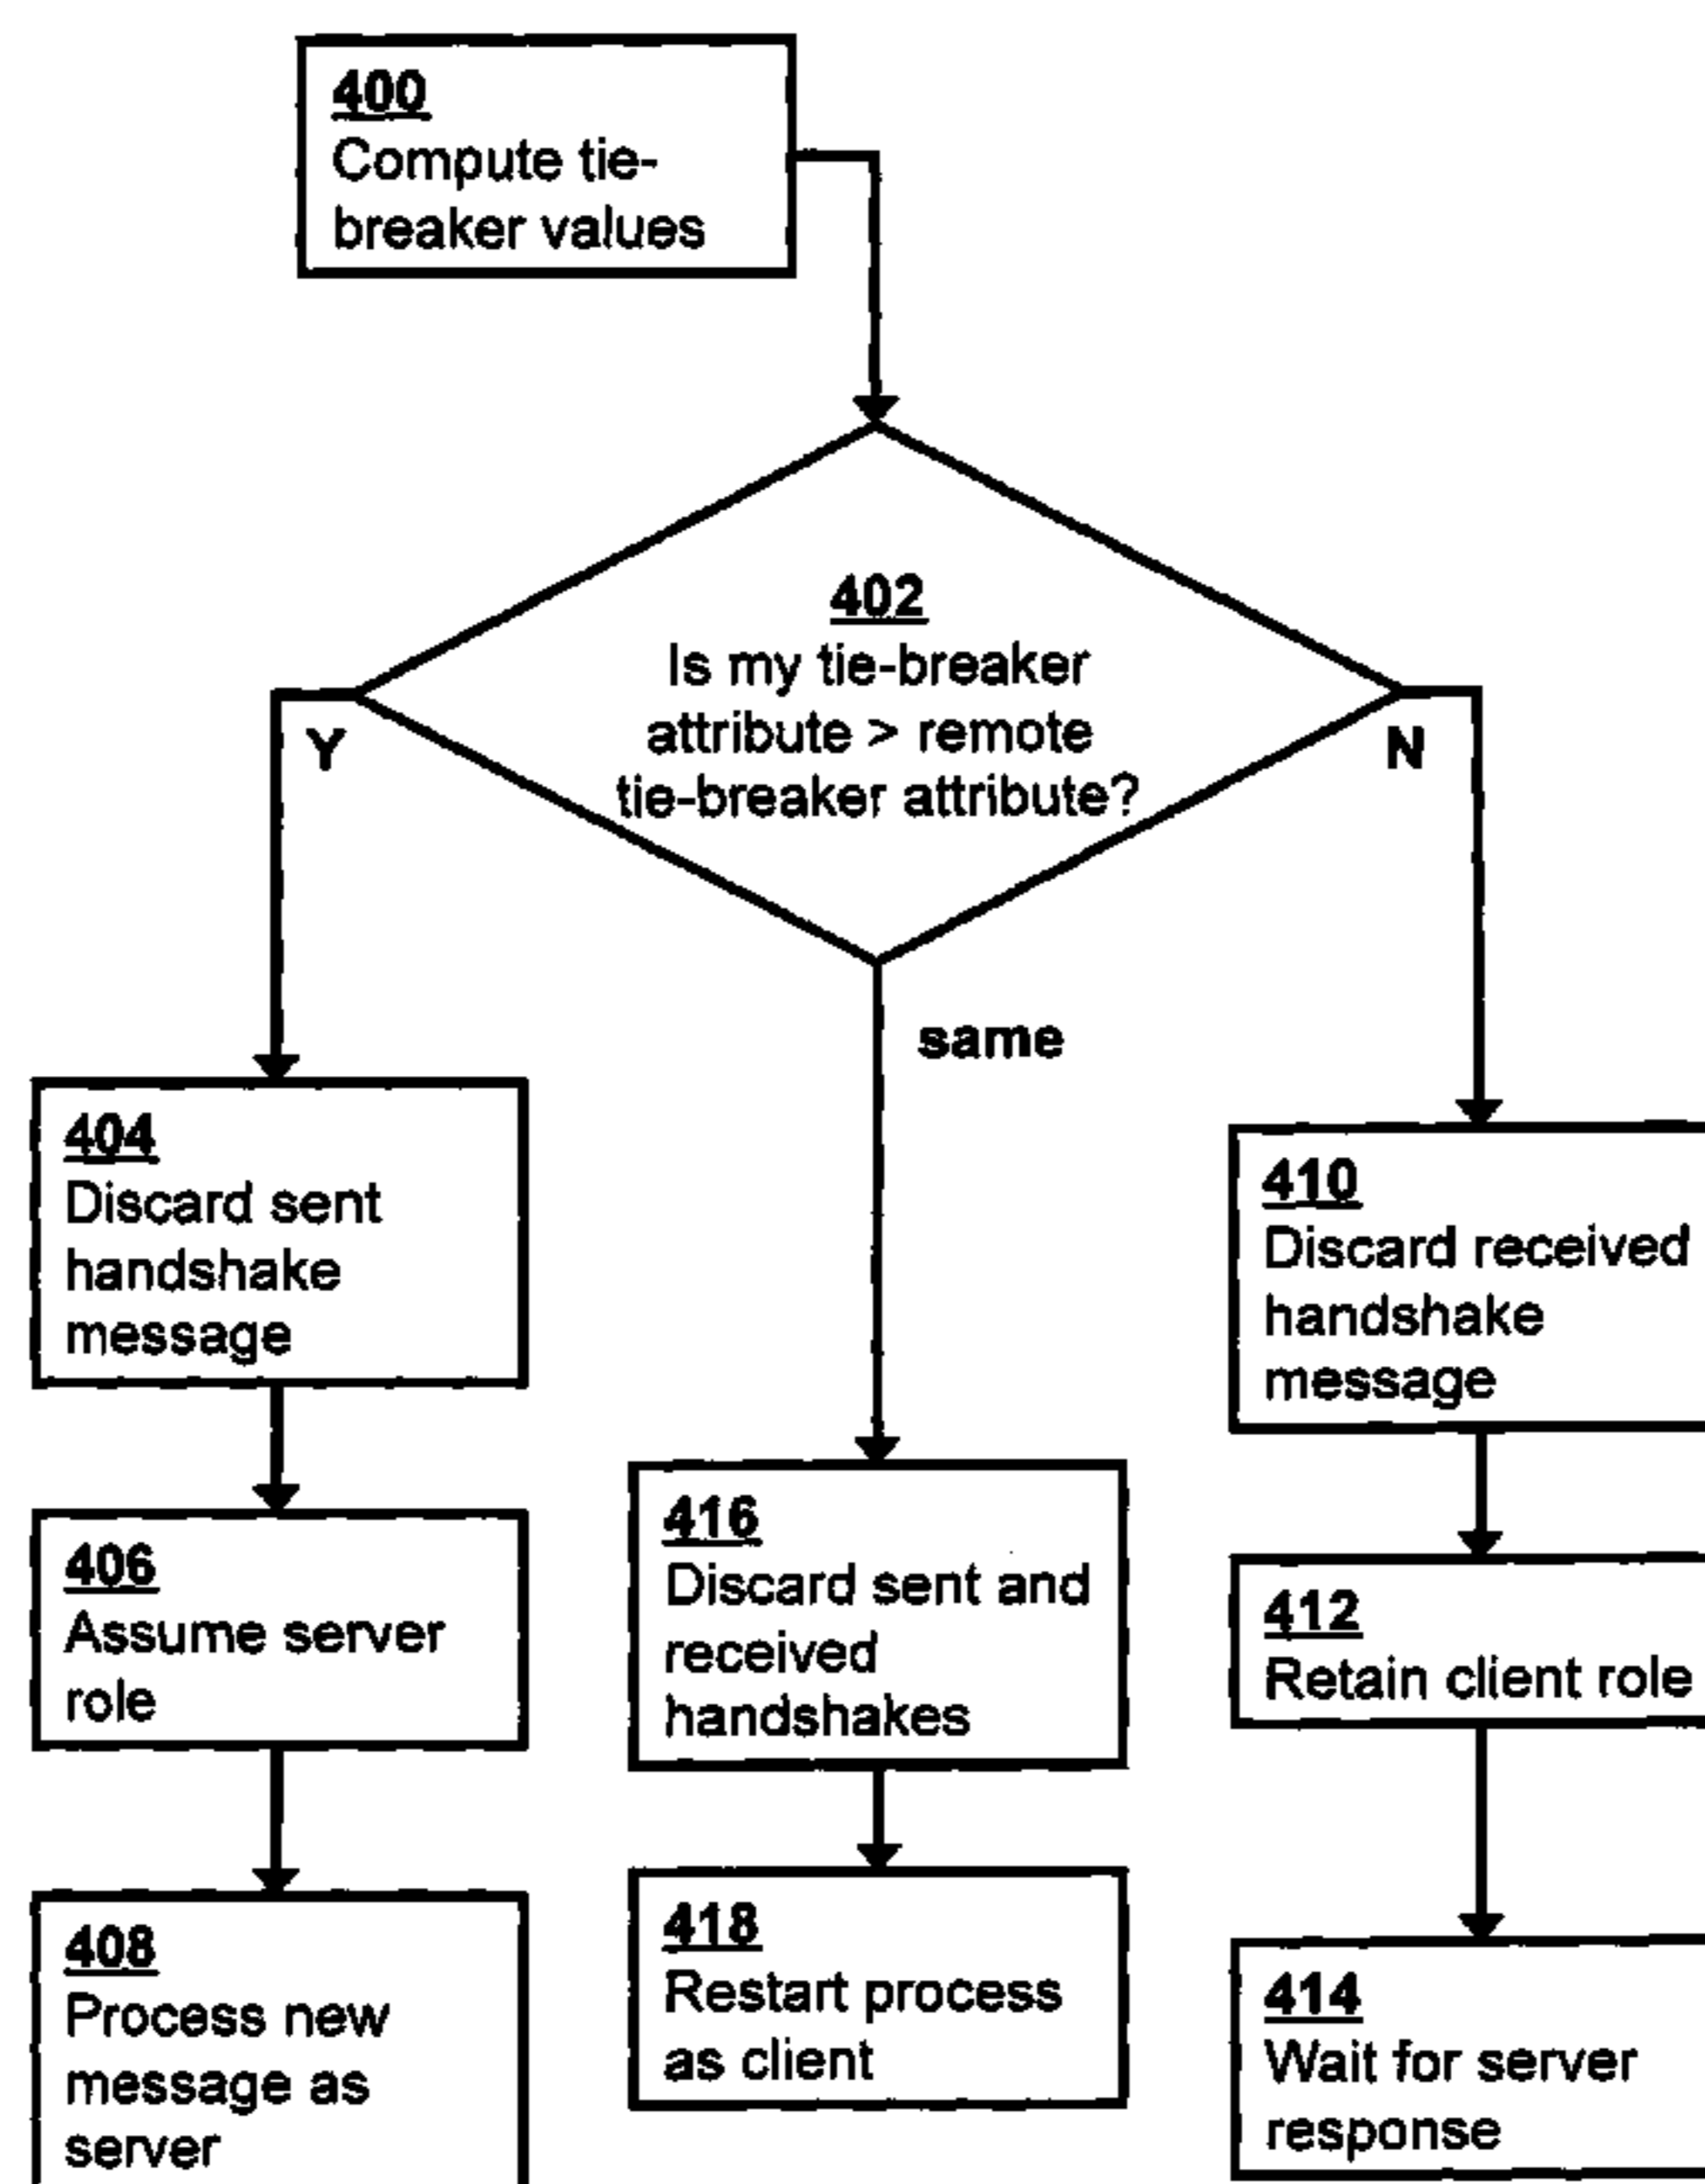 400
Compute tie-
breaker values
402
Is my tie-breaker
attribute > remote
tie-breaker attribute?
Y
N
same
404
Discard sent
handshake
message
406
Assume server
role
408
Process new
message as
server
416
Discard sent and
received
handshakes
418
Restart process
as client
410
Discard received
handshake
message
412
Retain client role
414
Wait for server
response